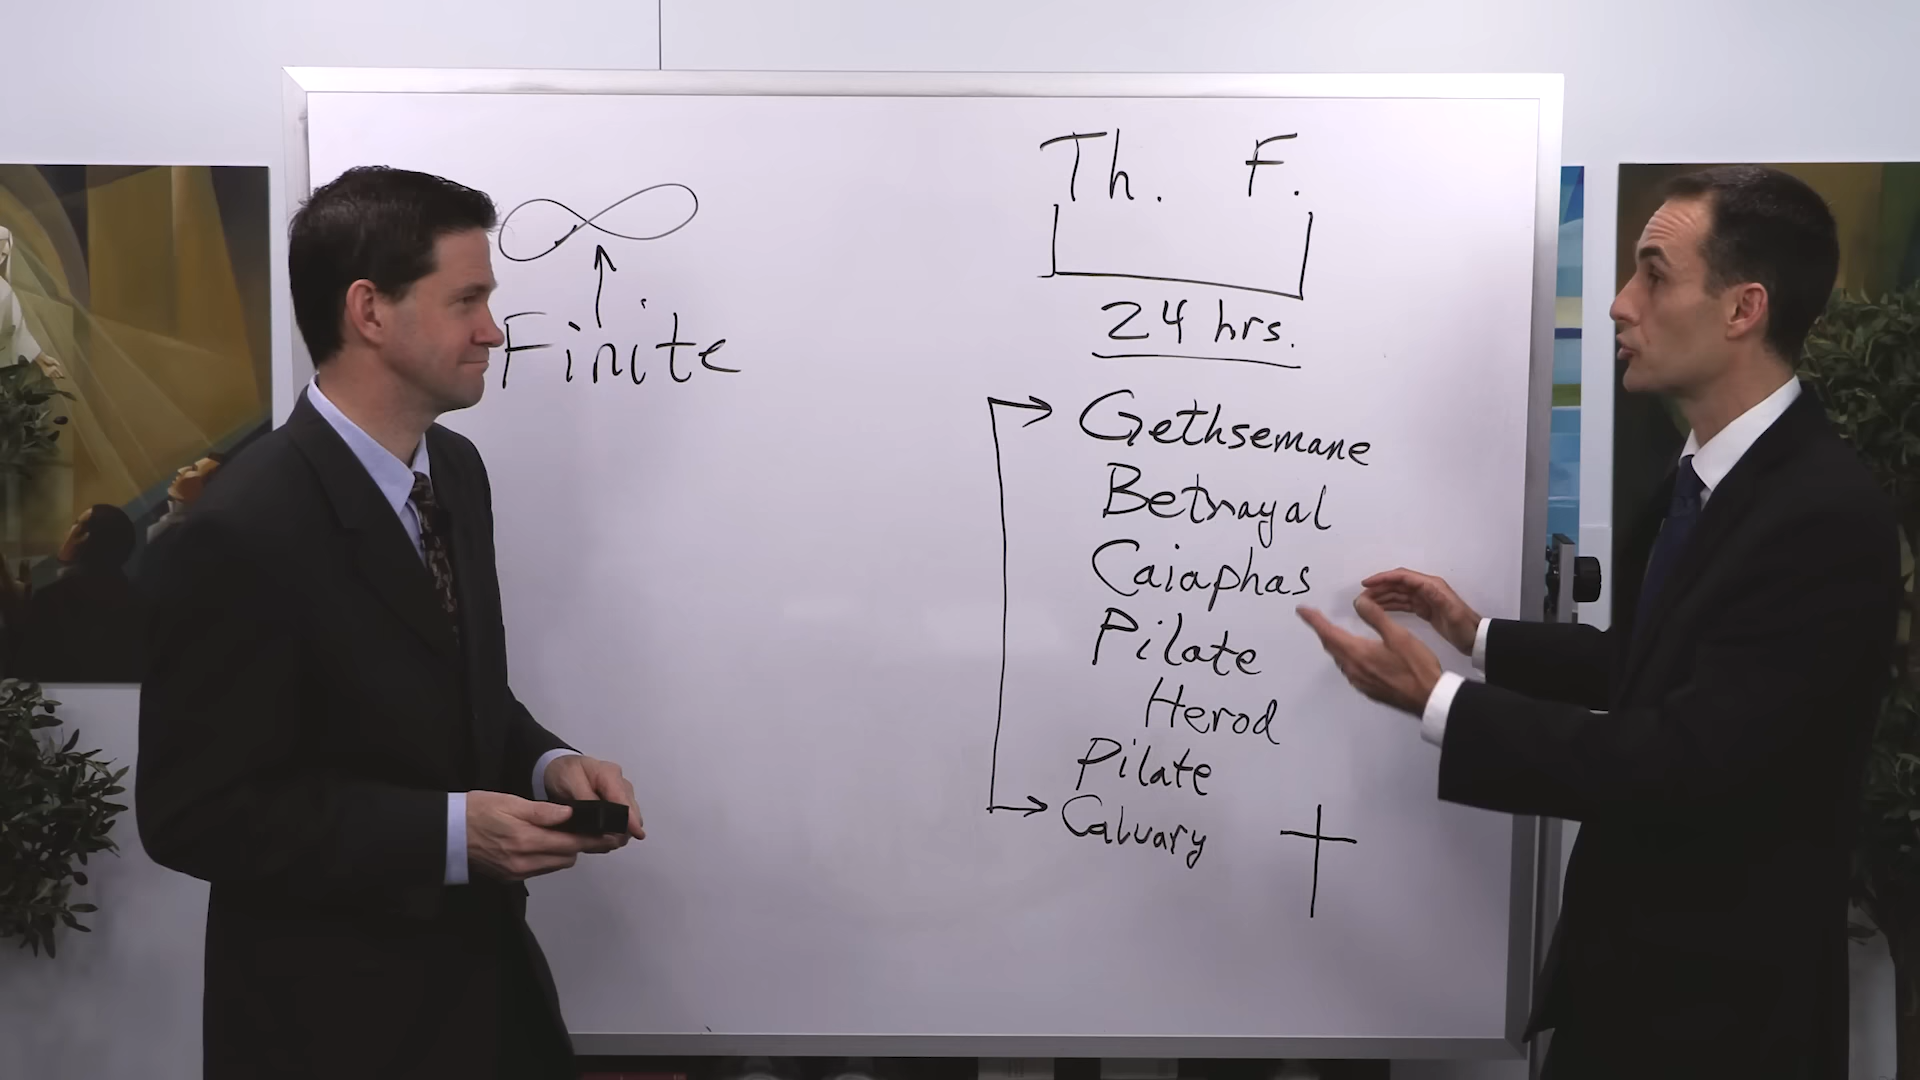 ∞
↑
Finite
Th. F.
24 hrs.
Gethsemane
Betrayal
Caiaphas
Pilate
Herod
Pilate
Calvary